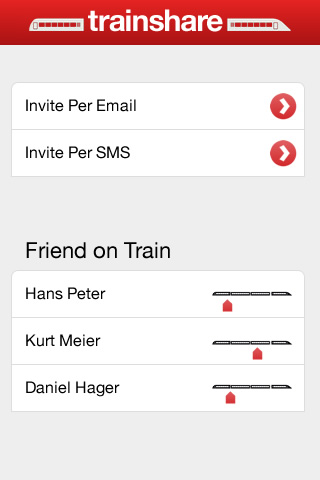 trainshare
Invite Per Email
Invite Per SMS
Friend on Train
Hans Peter
Kurt Meier
Daniel Hager